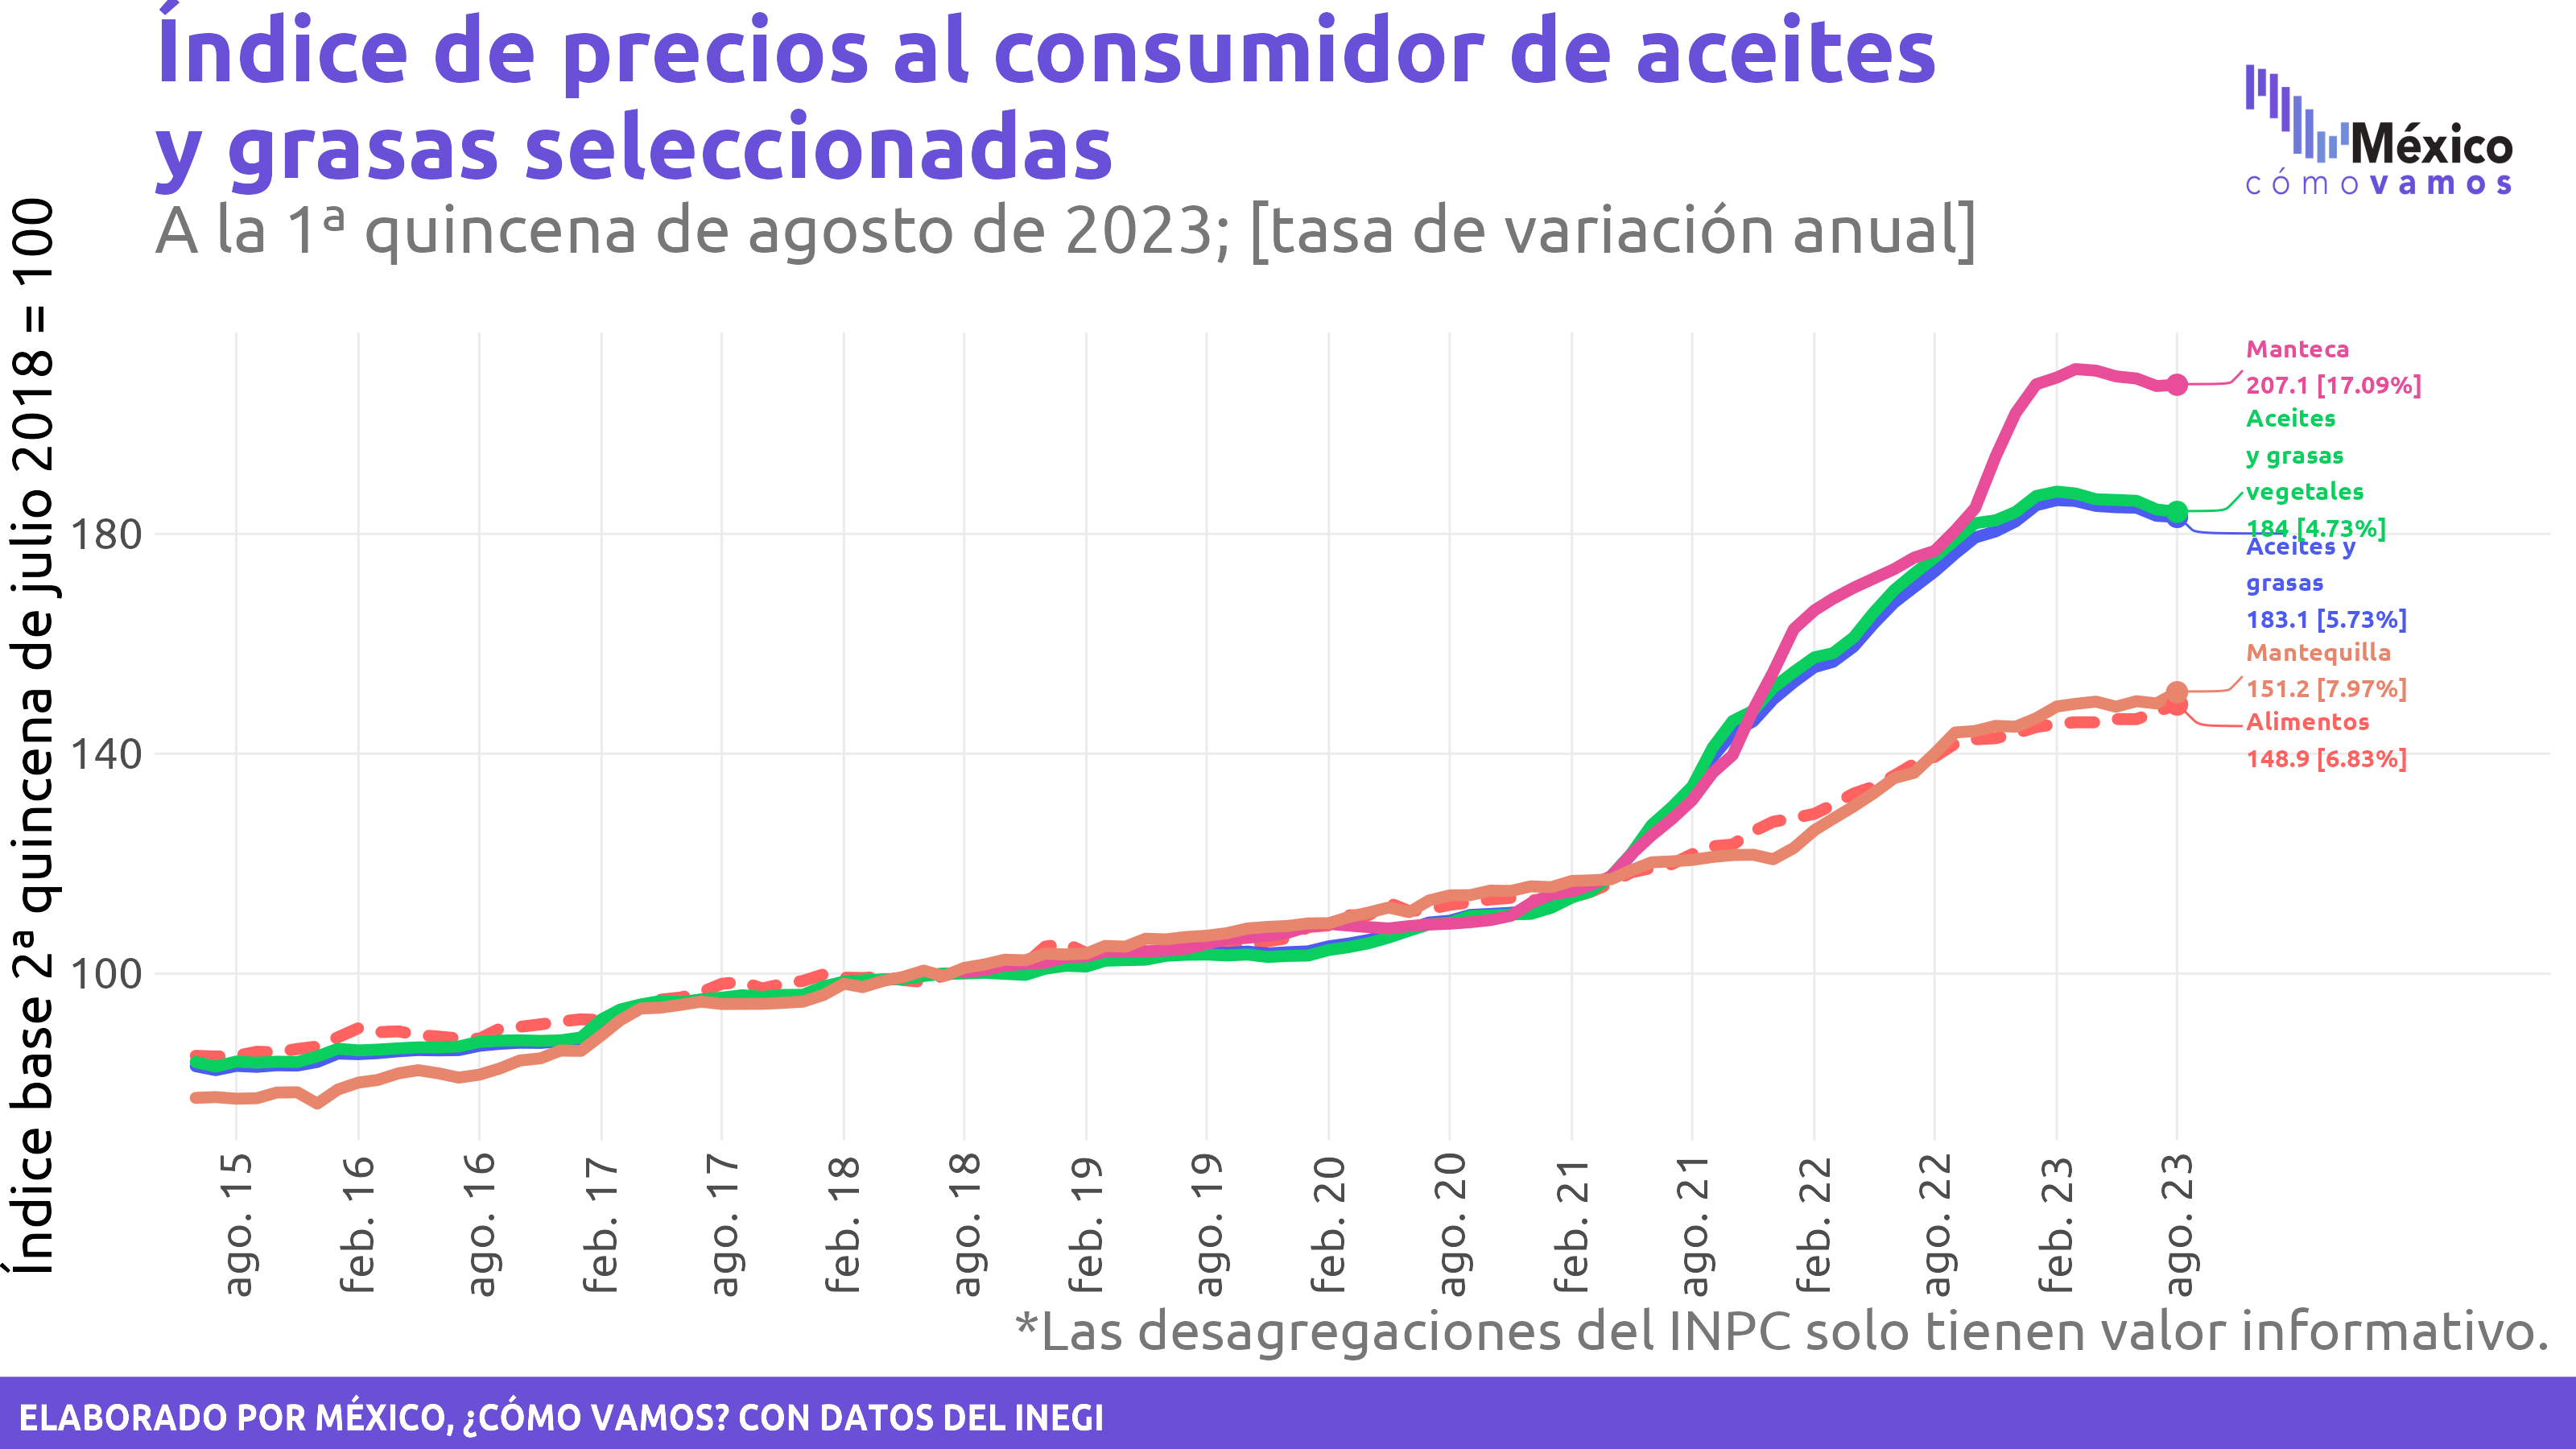 Índice de precios al consumidor de aceites
y grasas seleccionadas
A la 1ª quincena de agosto de 2023; [tasa de variación anual]
México
cómo vamos
Índice base 2ª quincena de julio 2018 = 100
180
140
100
Manteca
207.1 [17.09%]
Aceites
y grasas
vegetales
184 [4.73%]
Aceites y
grasas
183.1 [5.73%]
Mantequilla
151.2 [7.97%]
Alimentos
148.9 [6.83%]
ago. 15
feb. 16
ago. 16
feb. 17
ago. 17
feb. 18
ago. 18
feb. 19
ago. 19
feb. 20
ago. 20
feb. 21
ago. 21
feb. 22
ago. 22
feb. 23
ago. 23
*Las desagregaciones del INPC solo tienen valor informativo.
ELABORADO POR MÉXICO, ¿CÓMO VAMOS? CON DATOS DEL INEGI